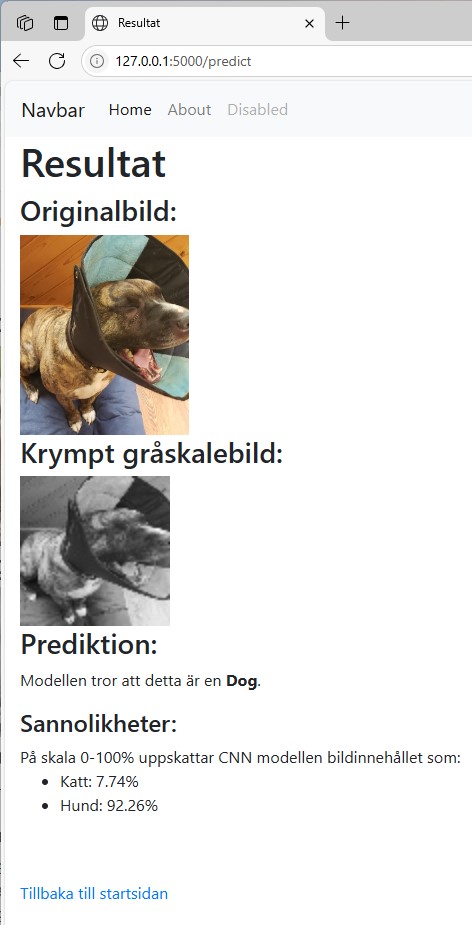 Resultat
127.0.0.1:5000/predict
Navbar Home About Disabled
Resultat
Originalbild:
Krympt gråskalebild:
Prediktion:
Modellen tror att detta är en Dog.
Sannolikheter:
På skala 0-100% uppskattar CNN modellen bildinnehållet som:
Katt: 7.74%
Hund: 92.26%
Tillbaka till startsidan